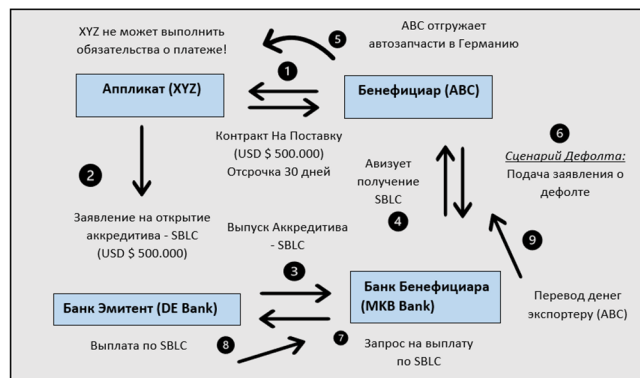 XYZ не может выполнить
обязательства о платеже!
5
ABC отгружает
автозапчасти в Германию
1
Аппликат (XYZ)
Бенефициар (ABC)
Контракт На Поставку
(USD $ 500.000)
Отсрочка 30 дней
6
Сценарий Дефолта:
Подача заявления о
дефолте
2
Авизует
получение
SBLC
4
Заявление на открытие
аккредитива - SBLC
(USD $ 500.000)
Выпуск Аккредитива
- SBLC
3
9
Банк Эмитент (DE Bank)
Банк Бенефициара
(MKB Bank)
Перевод денег
экспортеру (ABC)
Выплата по SBLC
8
7
Запрос на выплату
по SBLC